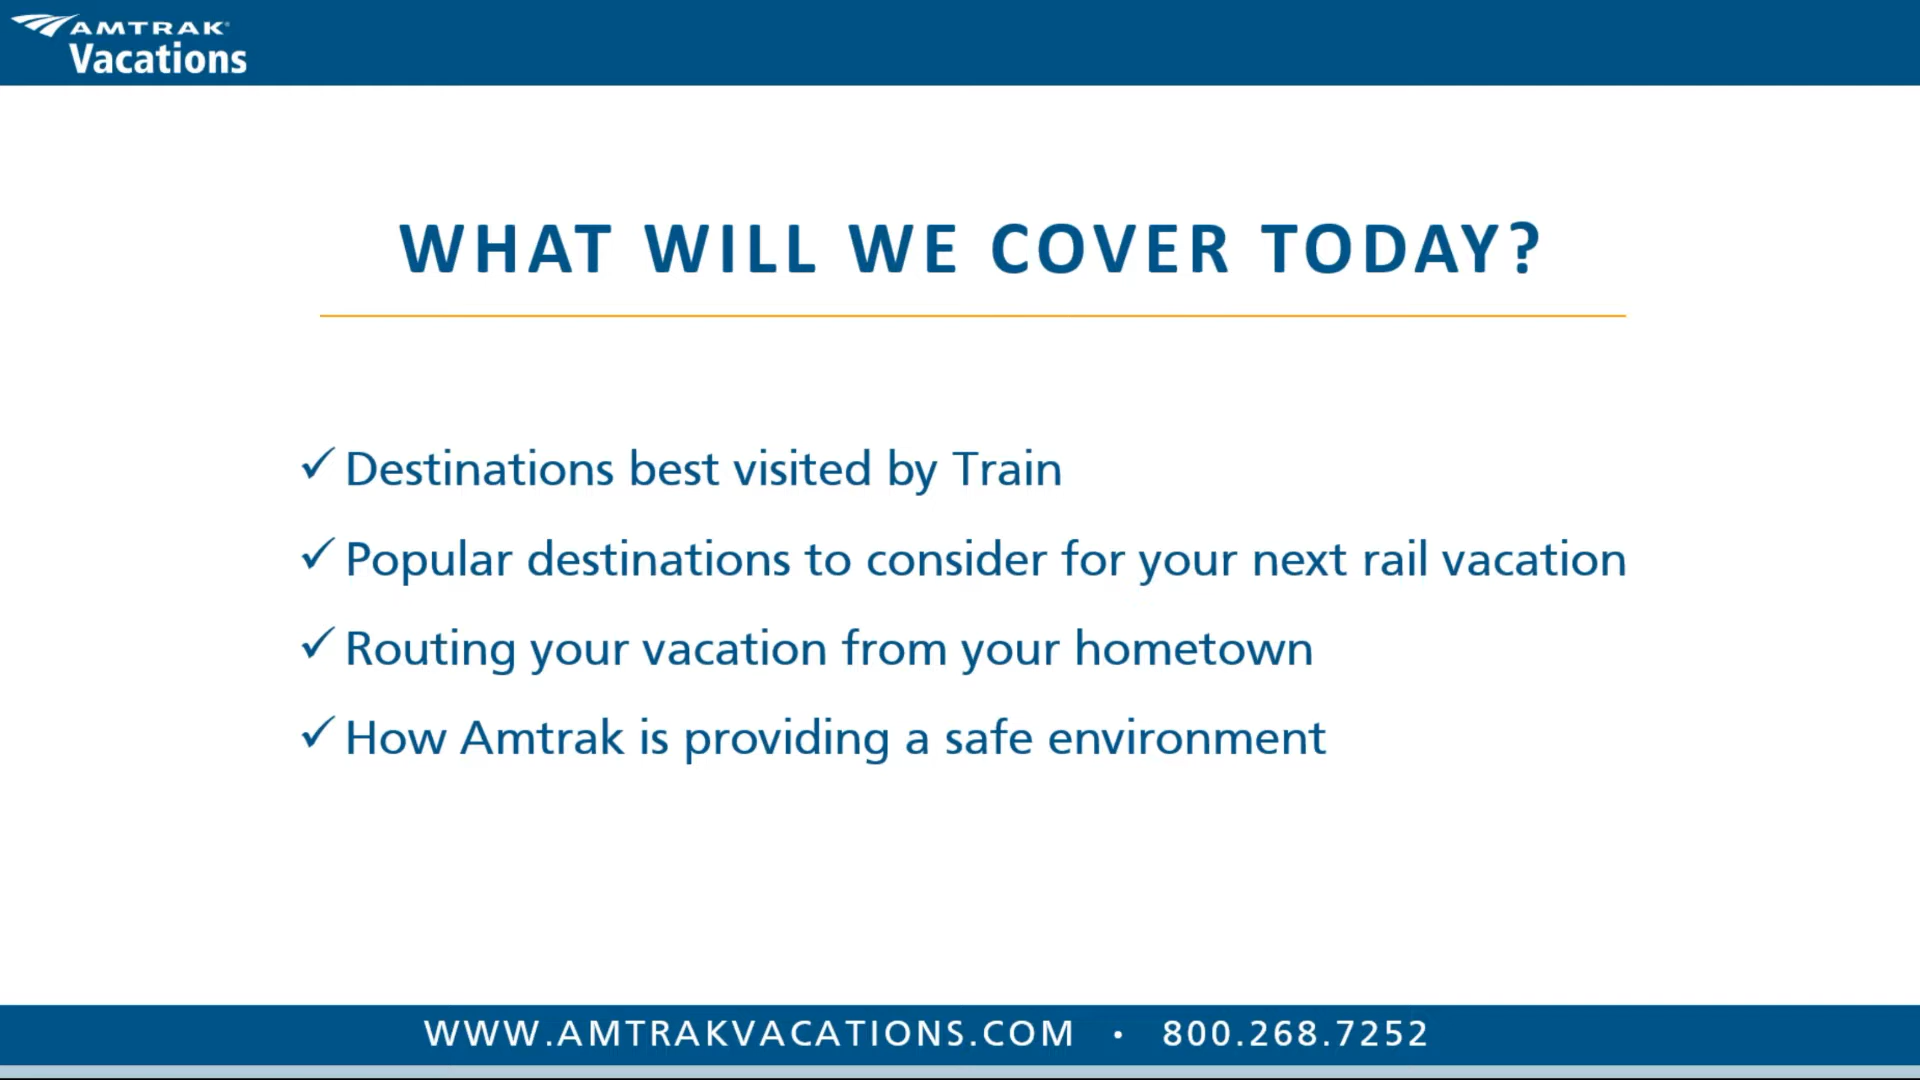 AMTRAK®
Vacations
WHAT WILL WE COVER TODAY?
✓ Destinations best visited by Train
✓ Popular destinations to consider for your next rail vacation
✓ Routing your vacation from your hometown
✓ How Amtrak is providing a safe environment
WWW.AMTRAKVACATIONS.COM • 800.268.7252